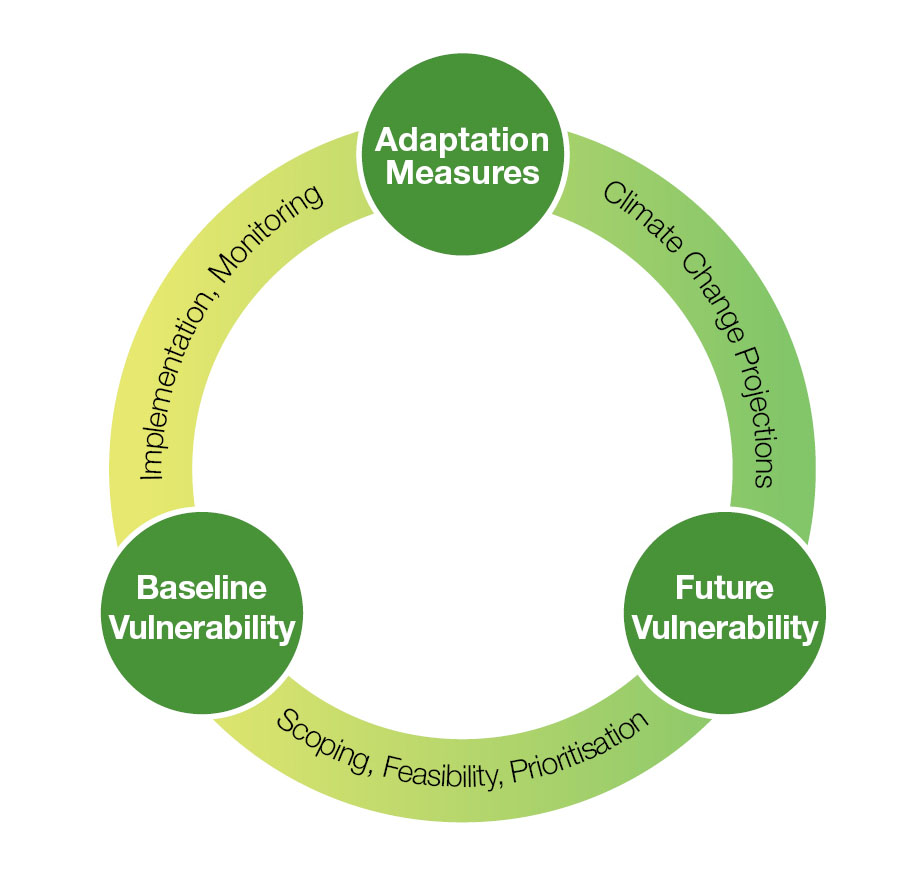 Adaptation
Measures
Climate Change Projections
Implementation, Monitoring
Baseline
Vulnerability
Future
Vulnerability
Scoping, Feasibility, Prioritisation